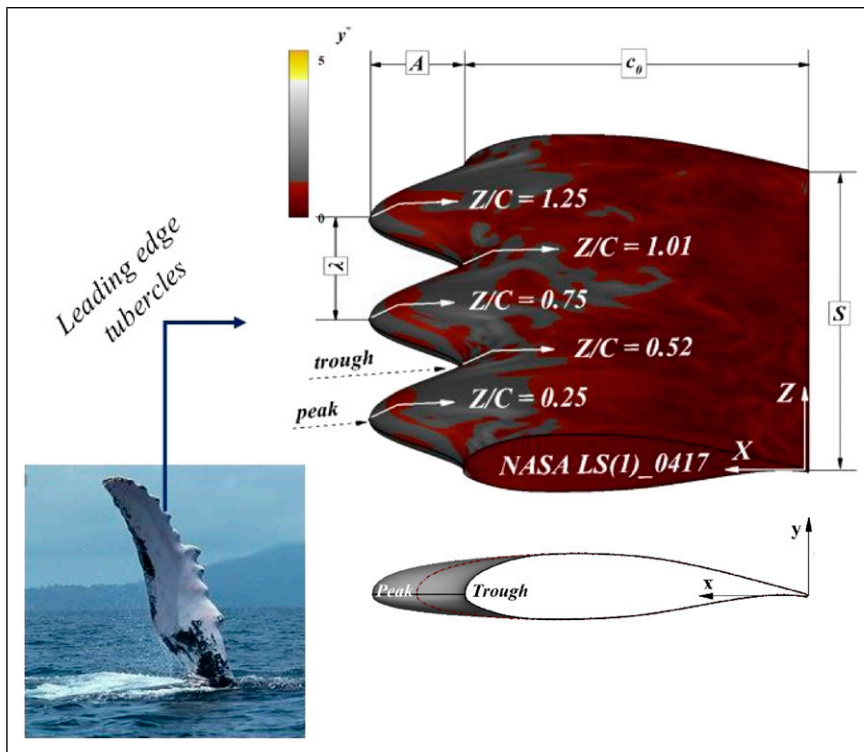 y+
5
0
A
c0
Z/C = 1.25
Z/C = 1.01
Z/C = 0.75
Z/C = 0.52
Z/C = 0.25
λ
S
Leading edge
tubercles
trough
peak
Z
X
NASA LS(1)_0417
y
x
Peak
Trough